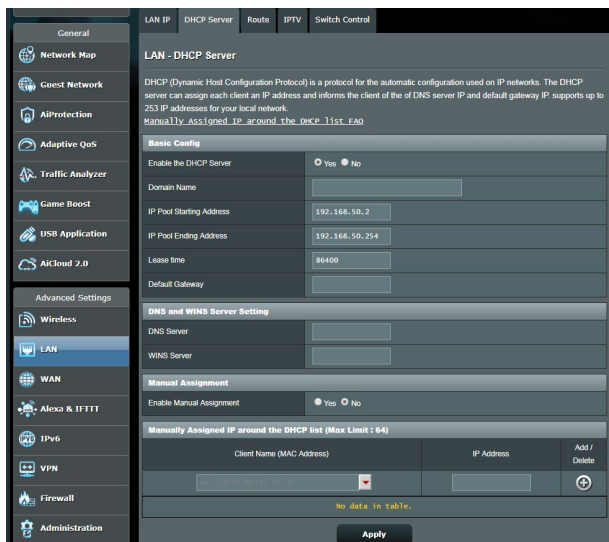 General
Network Map
Guest Network
AiProtection
Adaptive QoS
Traffic Analyzer
Game Boost
USB Application
AiCloud 2.0
Advanced Settings
Wireless
LAN
WAN
Alexa & IFTTT
IPv6
VPN
Firewall
Administration
LAN IP
DHCP Server
Route
IPTV
Switch Control
LAN - DHCP Server
DHCP (Dynamic Host Configuration Protocol) is a protocol for the automatic configuration used on IP networks. The DHCP
server can assign each client an IP address and informs the client of the of DNS server IP and default gateway IP. supports up to
253 IP addresses for your local network.
Manually Assigned IP around the DHCP list FAQ
Basic Config
Enable the DHCP Server Yes No
Domain Name
IP Pool Starting Address 192.168.50.2
IP Pool Ending Address 192.168.50.254
Lease time 86400
Default Gateway
DNS and WINS Server Setting
DNS Server
WINS Server
Manual Assignment
Enable Manual Assignment Yes No
Manually Assigned IP around the DHCP list (Max Limit : 64)
Client Name (MAC Address) IP Address Add /
Delete
No data in table.
Apply